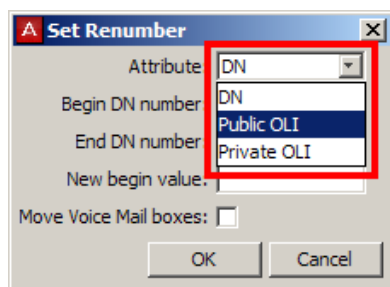 A Set Renumber
Attribute DN
DN
Begin DN number:
Public OLI
End DN number
Private OLI
New begin value:
Move Voice Mail boxes:
OK Cancel